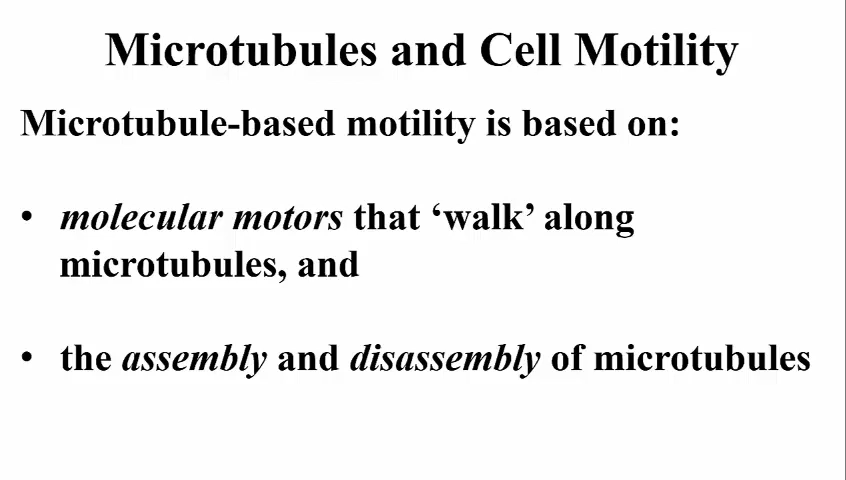 Microtubules and Cell Motility
Microtubule-based motility is based on:
• molecular motors that ‘walk’ along
microtubules, and
• the assembly and disassembly of microtubules